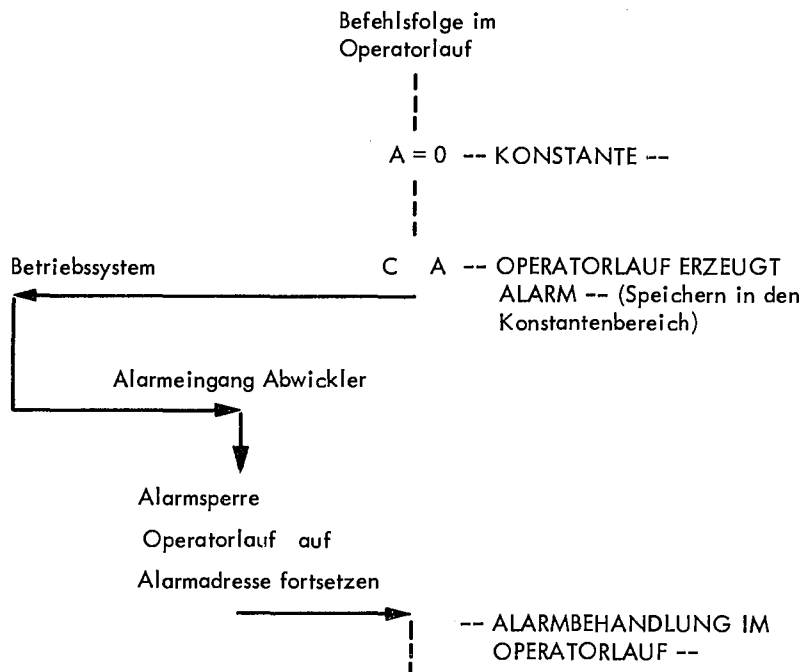 Befehlsfolge im
Operatorlauf
A = 0 -- KONSTANTE --
Betriebssystem
C A -- OPERATORLAUF ERZEUGT
ALARM -- (Speichern in den
Konstantenbereich)
Alarmeingang Abwickler
Alarmsperre
Operatorlauf auf
Alarmadresse fortsetzen
-- ALARMBEHANDLUNG IM
OPERATORLAUF --